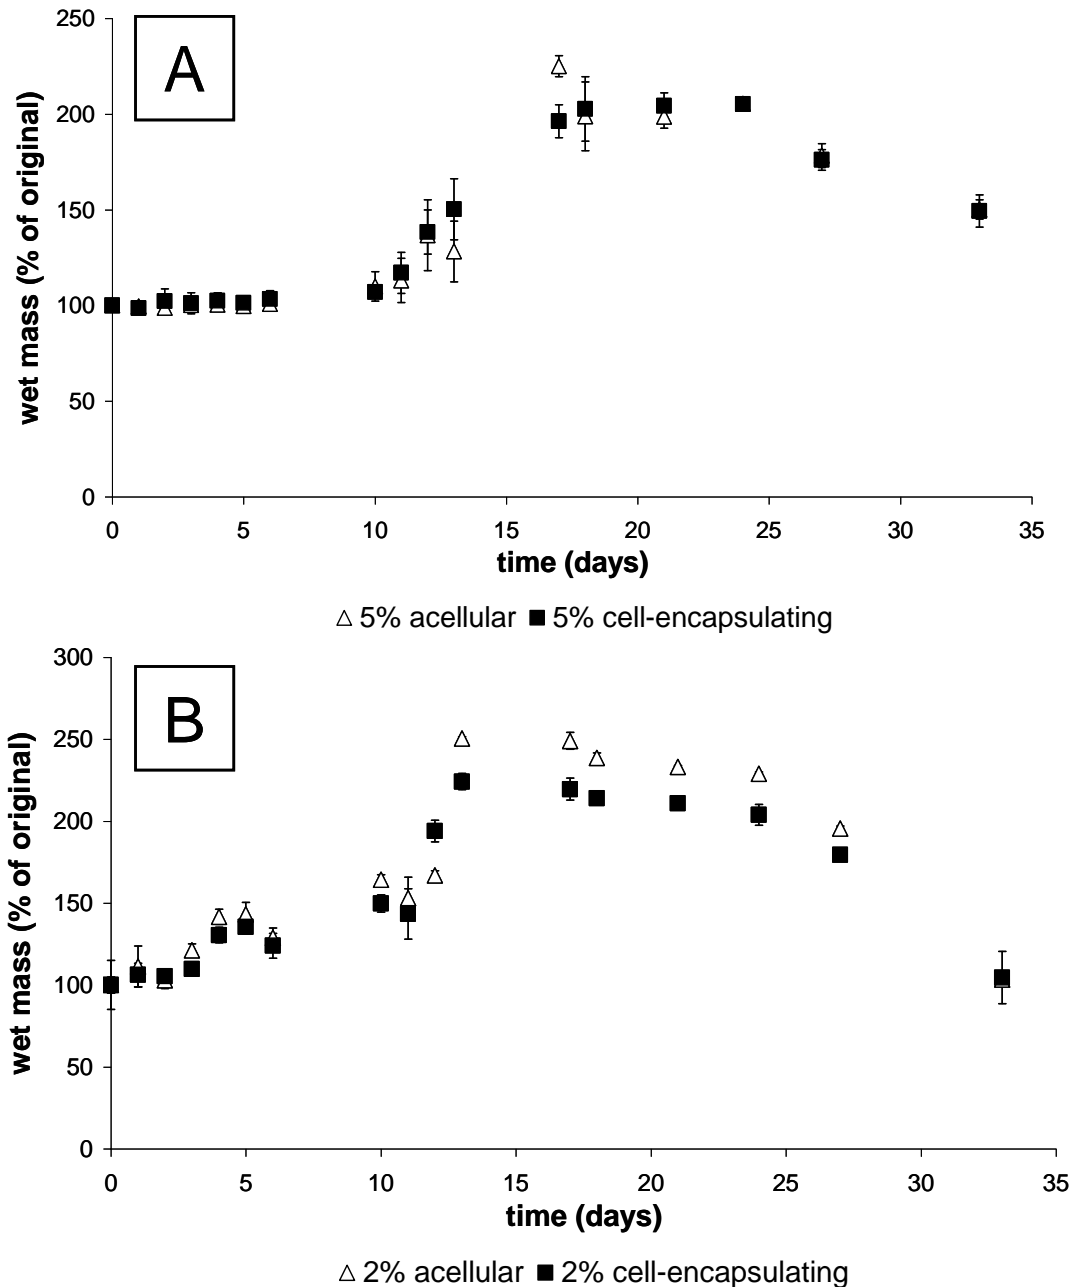 A
wet mass (% of original)
250
200
150
100
50
0
0 5 10 15 20 25 30 35
time (days)
5% acellular 5% cell-encapsulating
B
wet mass (% of original)
300
250
200
150
100
50
0
0 5 10 15 20 25 30 35
time (days)
2% acellular 2% cell-encapsulating